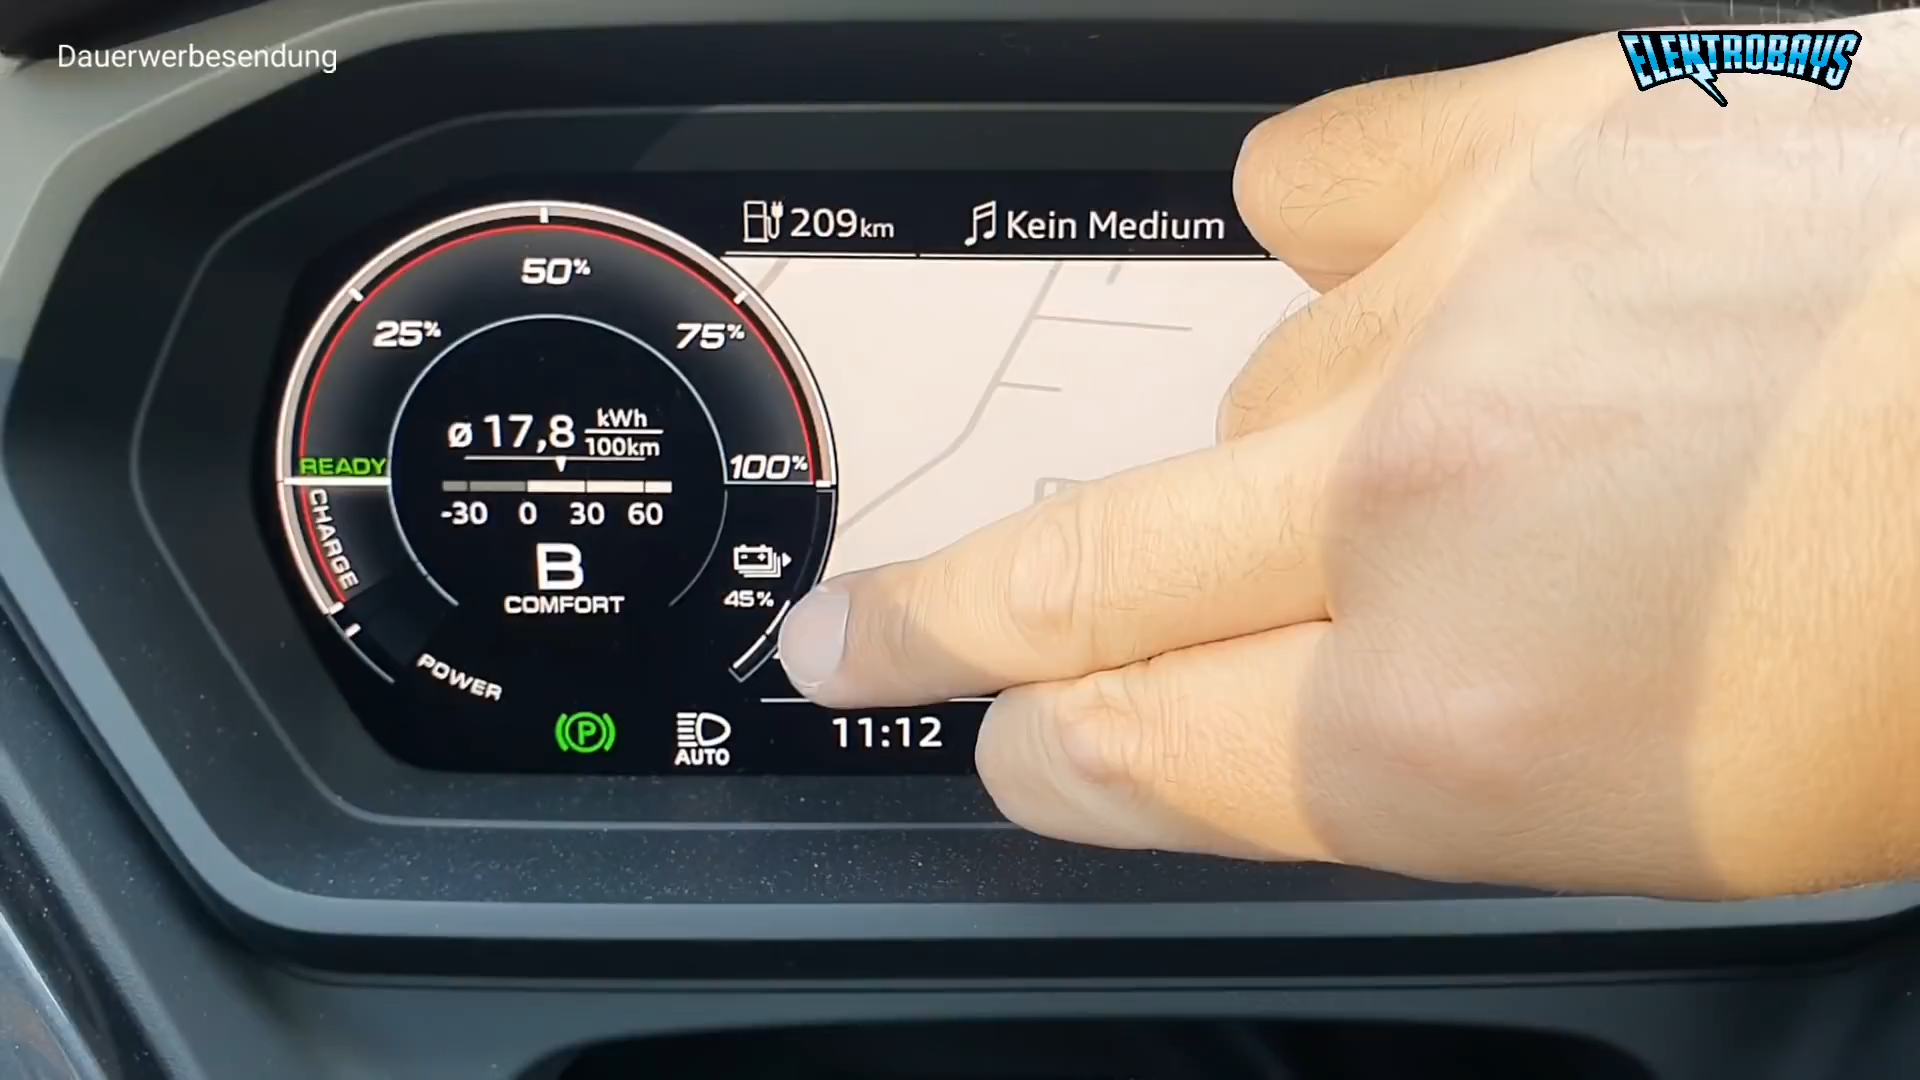 Dauerwerbesendung
ELEKTROBAYS
209km
Kein Medium
50%
25%
75%
ø 17,8 kWh
100km
READY
100%
-30 0 30 60
CHARGE
B
COMFORT
45%
POWER
P
AUTO
11:12